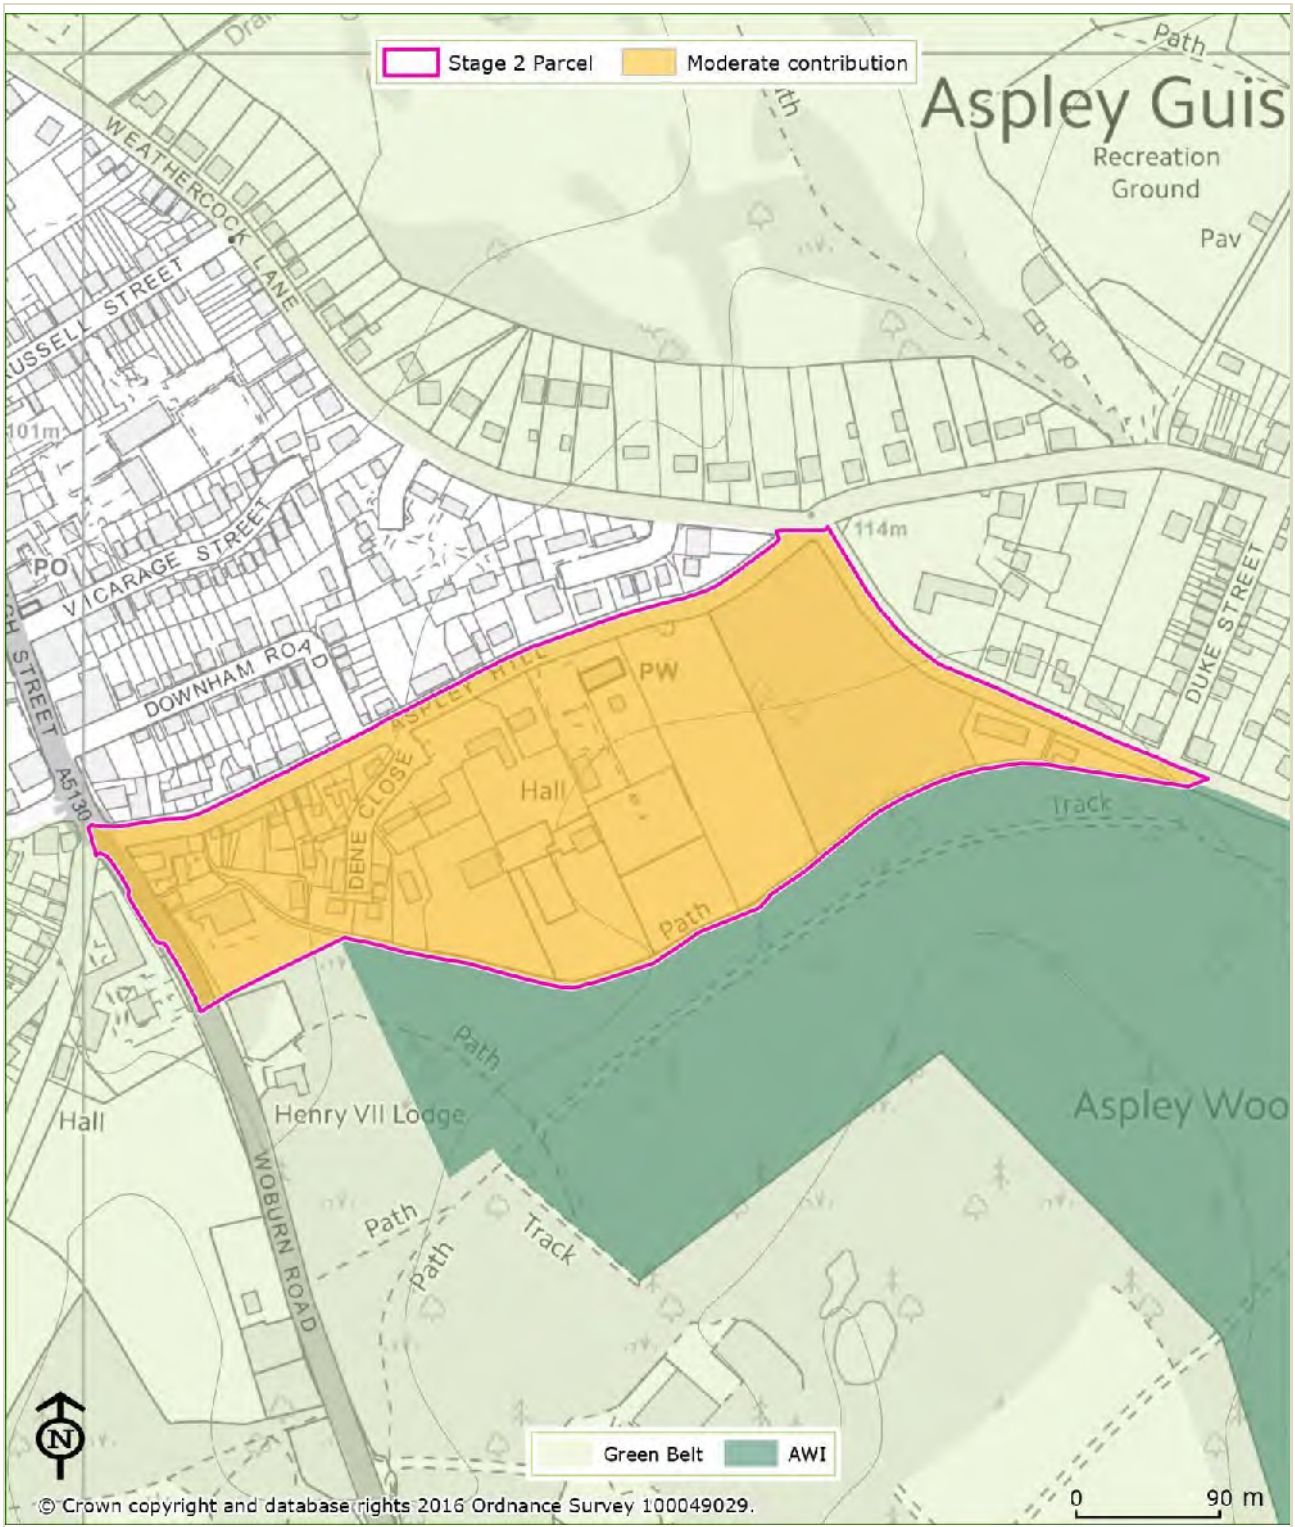 Drai
Path
Stage 2 Parcel
Moderate contribution
Aspley Guis
Recreation
Ground
Pav
WEATHERCOCK LANE
RUSSELL STREET
101m
114m
PO
VICARAGE STREET
CH STREET
DOWNHAM ROAD
ASPLEY HILL
PW
DUKE STREET
A5130
DENE CLOSE
Hall
Track
Path
Path
Hall
Henry VII Lodge
Aspley Woo
WOBURN ROAD
Path
Path
Track
Green Belt
AWI
N
© Crown copyright and database rights 2016 Ordnance Survey 100049029.
0
90 m